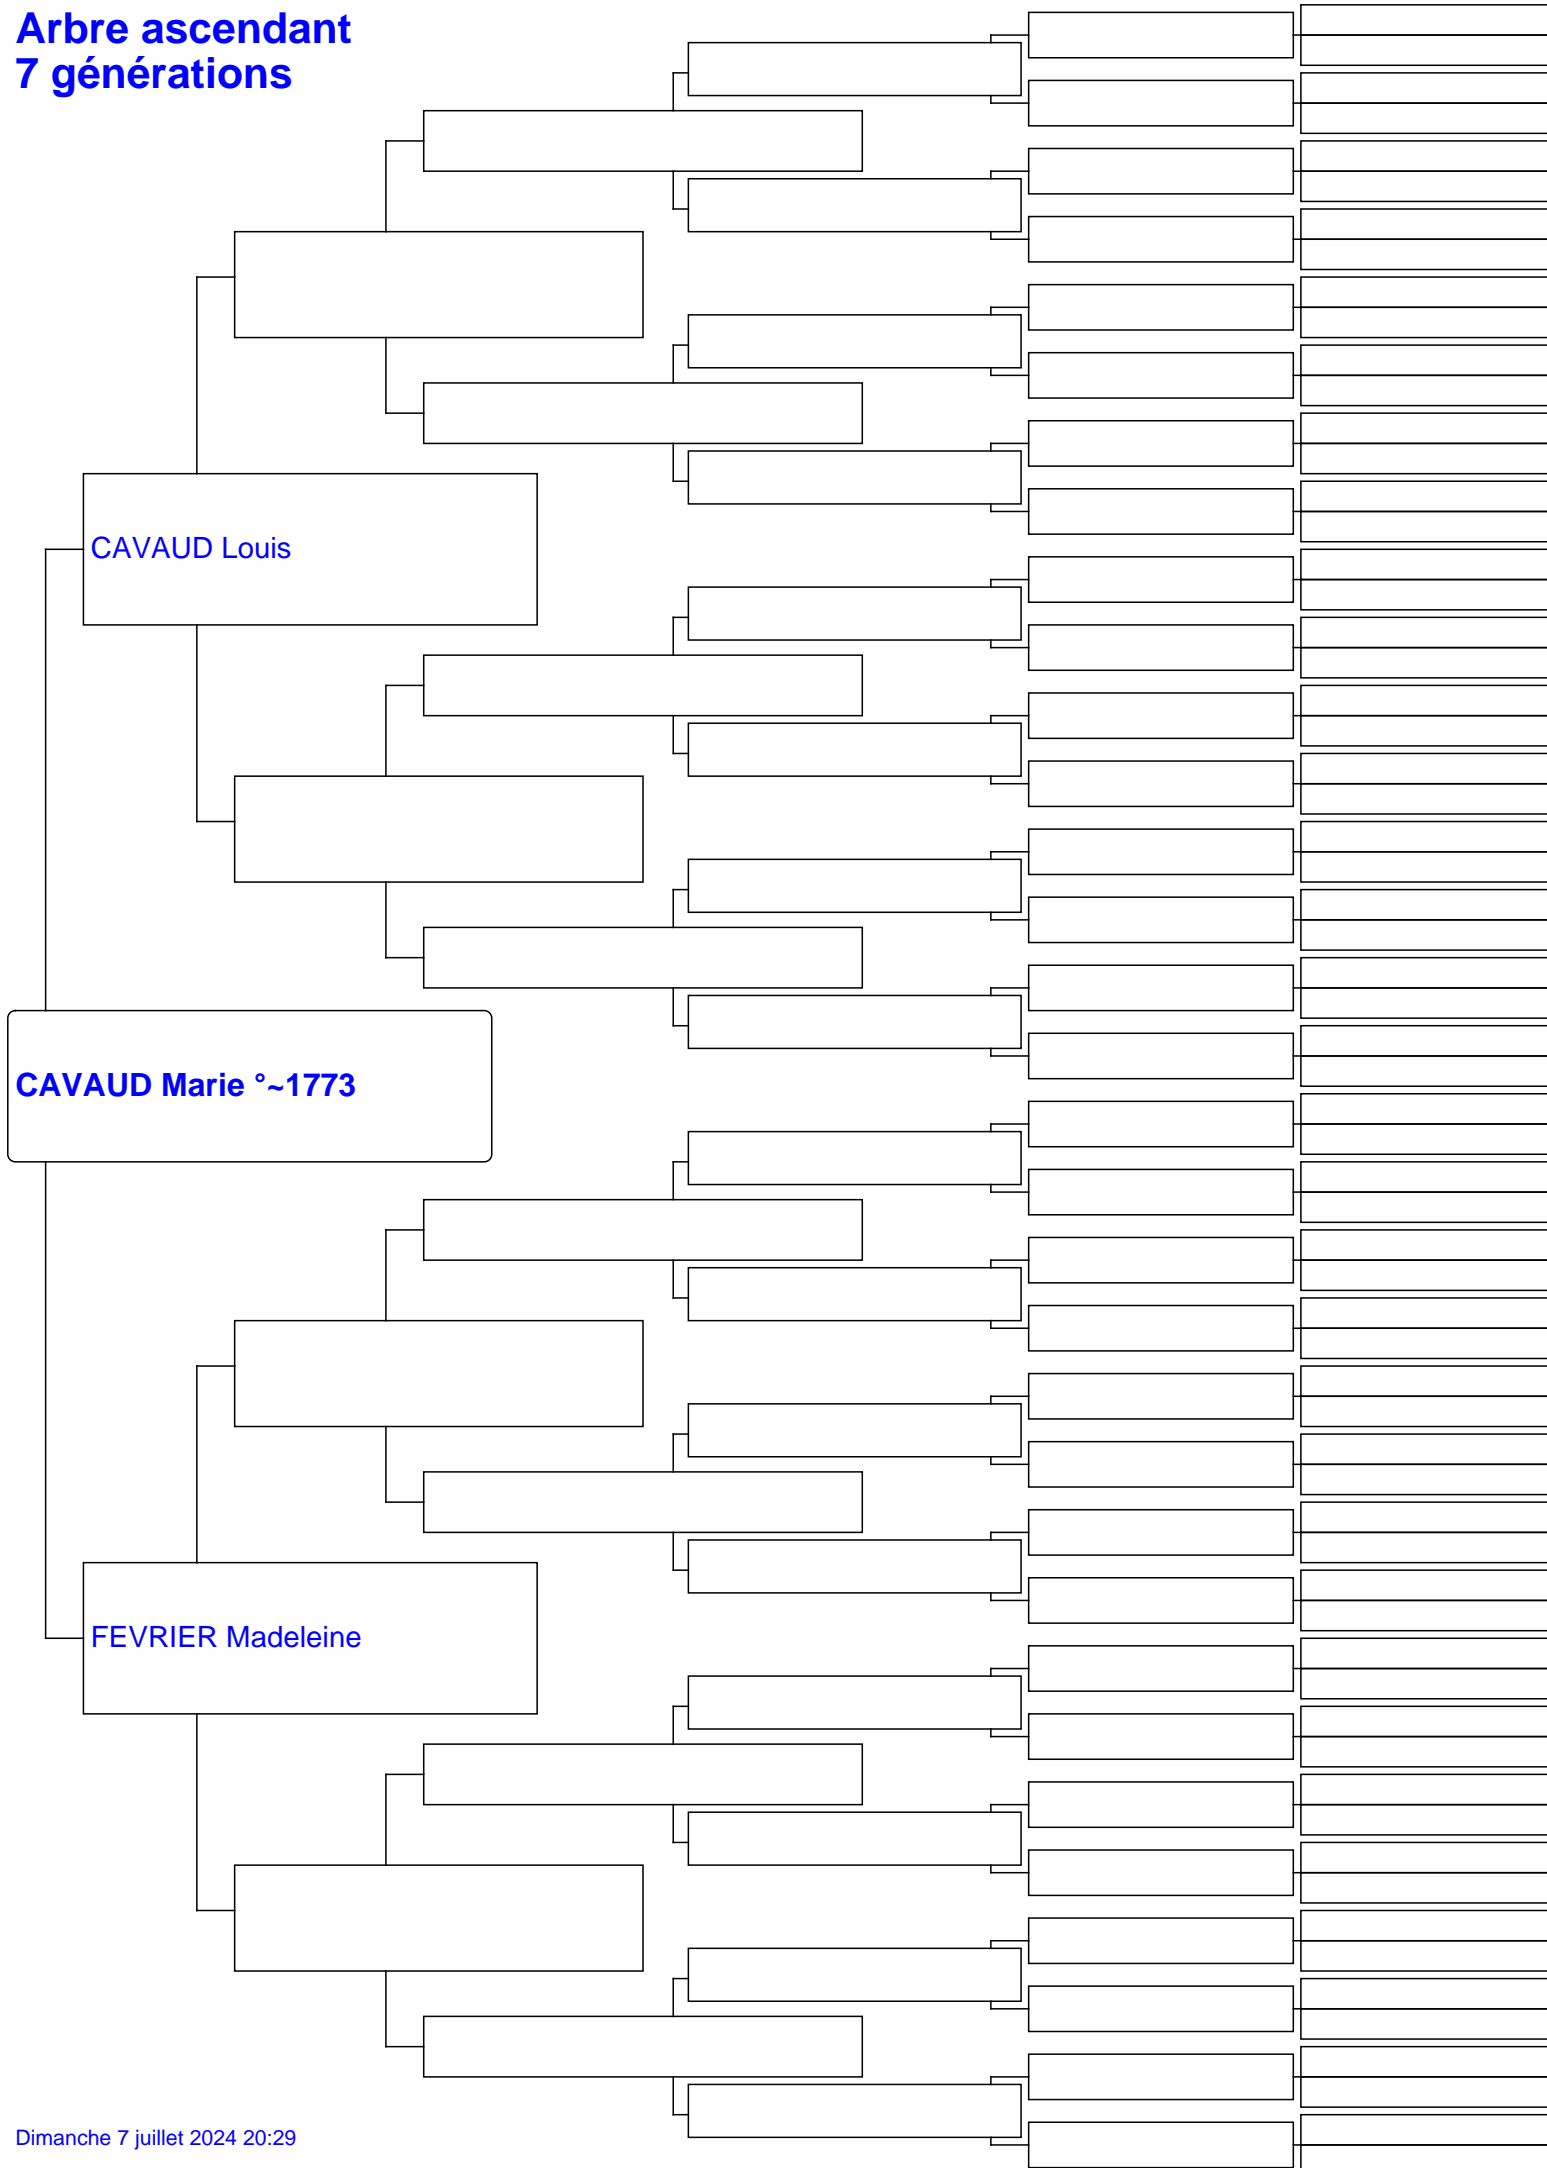 Arbre ascendant
7 générations
CAVAUD Louis
CAVAUD Marie °~1773
FEVRIER Madeleine
Dimanche 7 juillet 2024 20:29